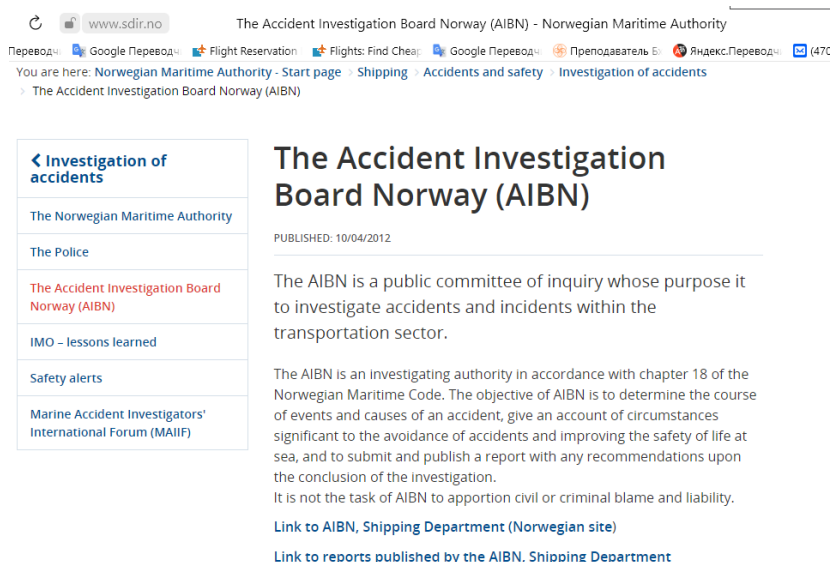 www.sdir.no The Accident Investigation Board Norway (AIBN) - Norwegian Maritime Authority
Google Переводч Flight Reservation Flights: Find Cheap Google Переводч Преподаватель Б Яндекс.Переводч (470
You are here: Norwegian Maritime Authority - Start page > Shipping > Accidents and safety > Investigation of accidents
> The Accident Investigation Board Norway (AIBN)
Investigation of
accidents
The Norwegian Maritime Authority
The Police
The Accident Investigation Board
Norway (AIBN)
IMO – lessons learned
Safety alerts
Marine Accident Investigators'
International Forum (MAIIF)
The Accident Investigation
Board Norway (AIBN)
PUBLISHED: 10/04/2012
The AIBN is a public committee of inquiry whose purpose it
to investigate accidents and incidents within the
transportation sector.
The AIBN is an investigating authority in accordance with chapter 18 of the
Norwegian Maritime Code. The objective of AIBN is to determine the course
of events and causes of an accident, give an account of circumstances
significant to the avoidance of accidents and improving the safety of life at
sea, and to submit and publish a report with any recommendations upon
the conclusion of the investigation.
It is not the task of AIBN to apportion civil or criminal blame and liability.
Link to AIBN, Shipping Department (Norwegian site)
Link to reports published by the AIBN, Shipping Department